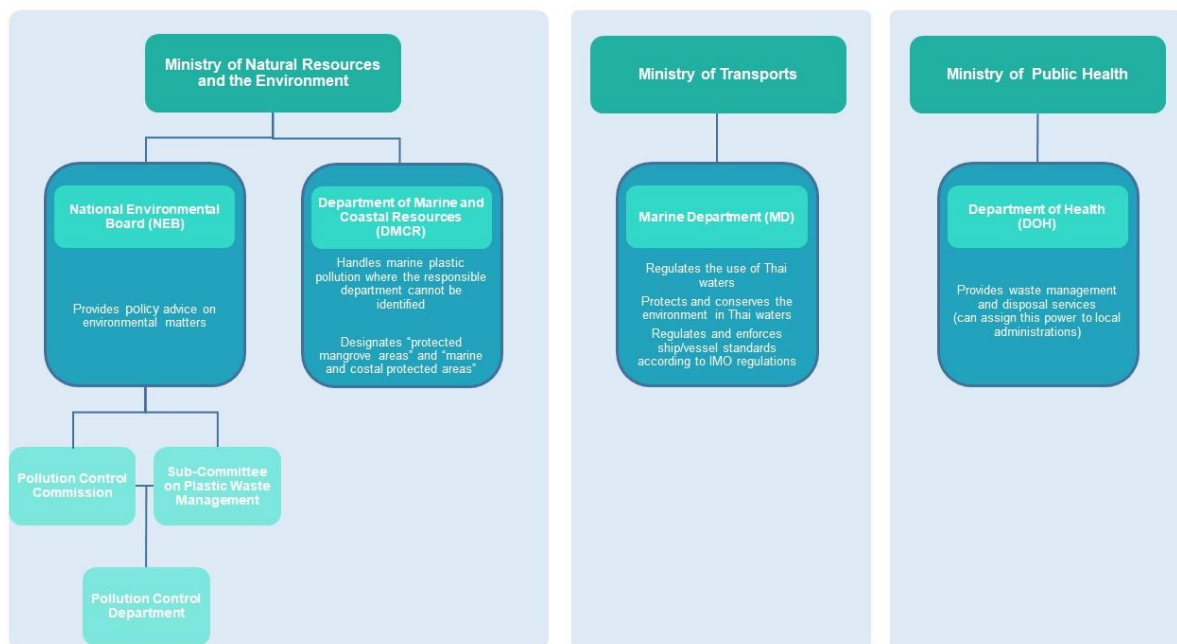 Ministry of Natural Resources
and the Environment
National Environmental
Board (NEB)
Provides policy advice on
environmental matters
Department of Marine and
Coastal Resources
(DMCR)
Handles marine plastic
pollution where the responsible
department cannot be
identified
Designates “protected
mangrove areas” and “marine
and costal protected areas”
Pollution Control
Commission
Sub-Committee
on Plastic Waste
Management
Pollution Control
Department
Ministry of Transports
Marine Department (MD)
Regulates the use of Thai
waters
Protects and conserves the
environment in Thai waters
Regulates and enforces
ship/vessel standards
according to IMO regulations
Ministry of Public Health
Department of Health
(DOH)
Provides waste management
and disposal services
(can assign this power to local
administrations)